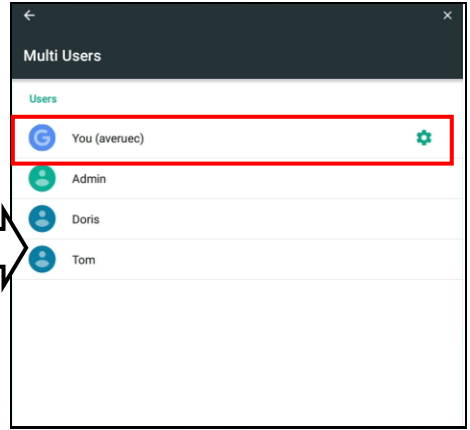 Multi Users
Users
G
You (averuec)
Admin
Doris
Tom